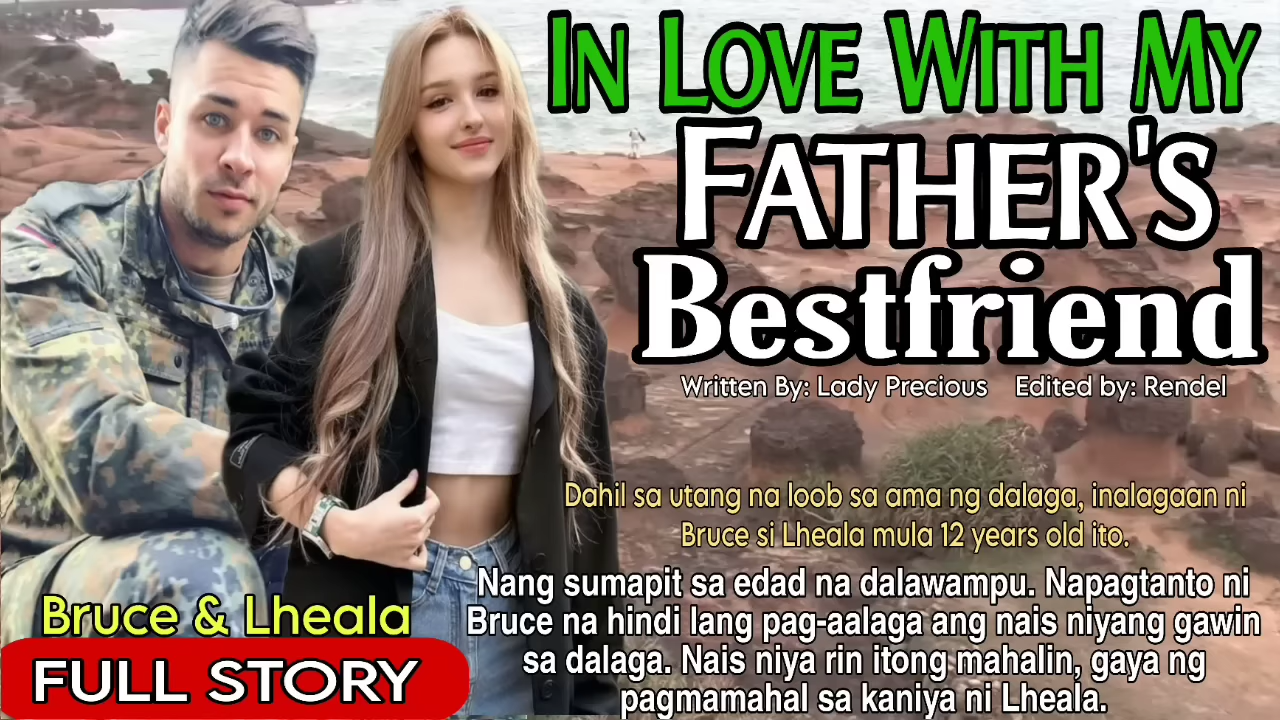 In Love With My
Father's
Bestfriend
Written By: Lady Precious Edited by: Rendel
Dahil sa utang na loob sa ama ng dalaga, inalagaan ni
Bruce si Lheala mula 12 years old ito.
Nang sumapit sa edad na dalawampu. Napagtanto ni
Bruce na hindi lang pag-aalaga ang nais niyang gawin
sa dalaga. Nais niya rin itong mahalin, gaya ng
pagmamahal sa kaniya ni Lheala.
Bruce & Lheala
FULL STORY